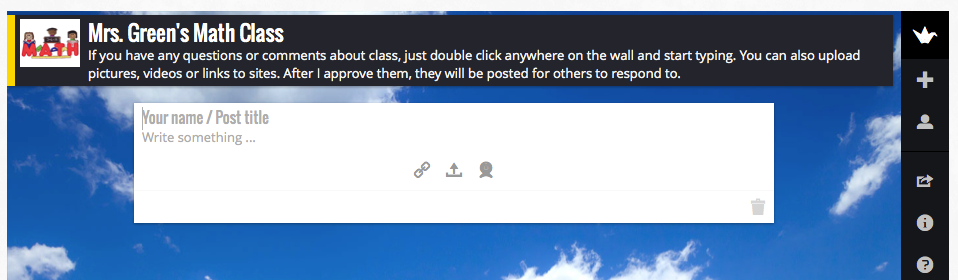 Mrs. Green's Math Class
MATH
If you have any questions or comments about class, just double click anywhere on the wall and start typing. You can also upload
pictures, videos or links to sites. After I approve them, they will be posted for others to respond to.
Your name / Post title
Write something ...